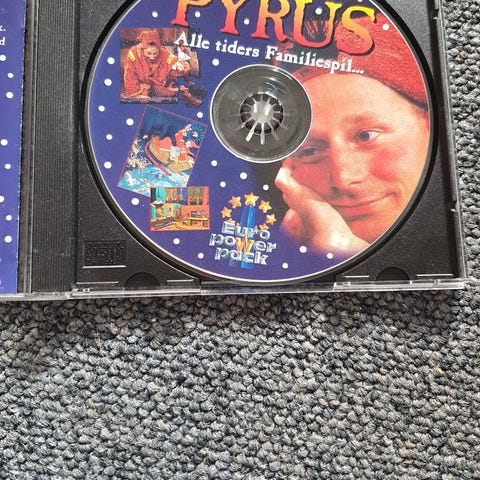 PYRUS
Alle tiders Familiespil...
Euro
power
pack
k.
d